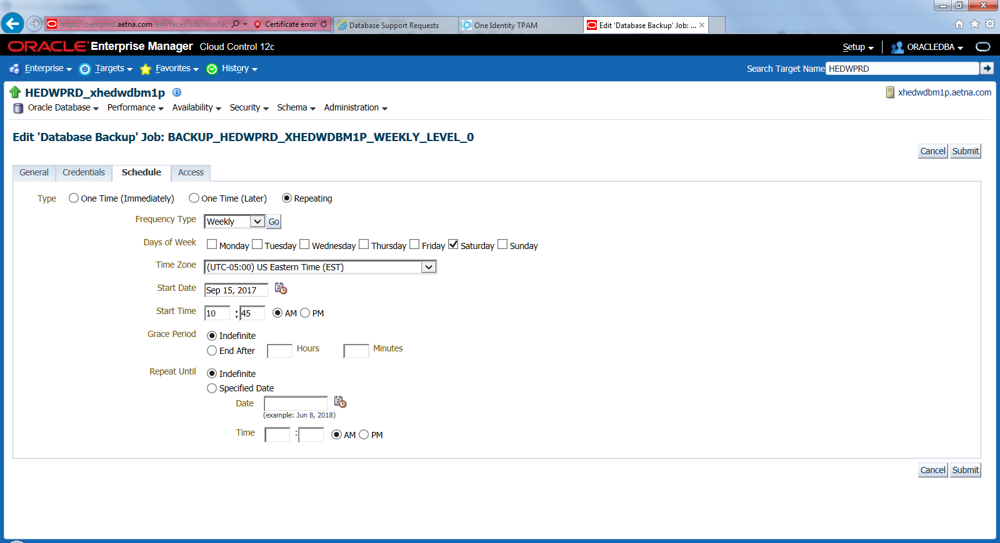 https://oemprod.aetna.com/em/faces/sdk/nonFac Certificate error Database Support Requests One Identity TPAM Edit 'Database Backup' Job: ...
ORACLE Enterprise Manager Cloud Control 12c Setup ORACLEDBA
Enterprise Targets Favorites History Search Target Name HEDWPRD
HEDWPRD_xhedwdbm1p xhedwdbm1p.aetna.com
Oracle Database Performance Availability Security Schema Administration
Edit 'Database Backup' Job: BACKUP_HEDWPRD_XHEDWDBM1P_WEEKLY_LEVEL_0
Cancel Submit
General Credentials Schedule Access
Type One Time (Immediately) One Time (Later) Repeating
Frequency Type Weekly Go
Days of Week Monday Tuesday Wednesday Thursday Friday Saturday Sunday
Time Zone (UTC-05:00) US Eastern Time (EST)
Start Date Sep 15, 2017
Start Time 10 : 45 AM PM
Grace Period Indefinite
End After Hours Minutes
Repeat Until Indefinite
Specified Date
Date
(example: Jun 8, 2018)
Time : AM PM
Cancel Submit